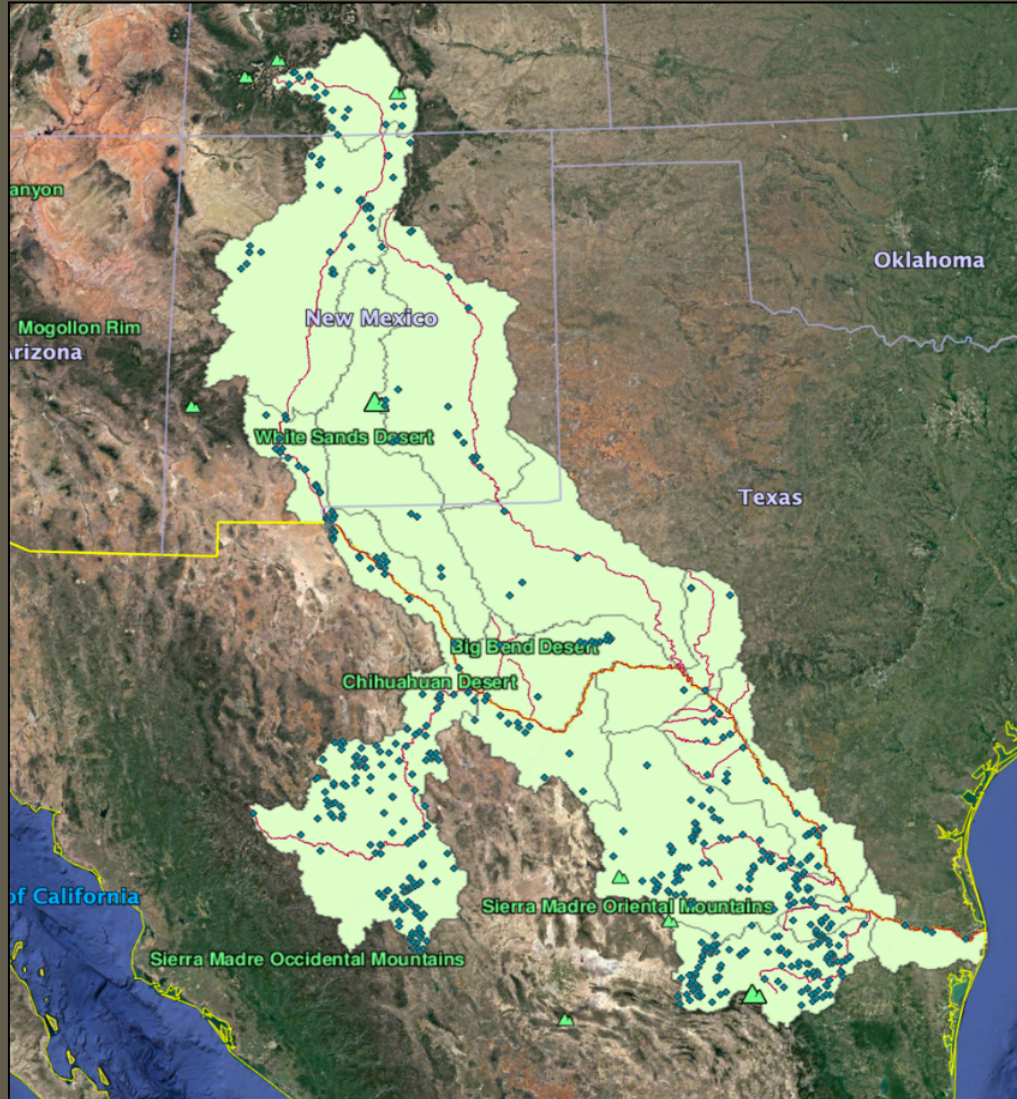 anyon
Oklahoma
New Mexico
Mogollon Rim
Arizona
White Sands Desert
Texas
Big Bend Desert
Chihuahuan Desert
of California
Sierra Madre Oriental Mountains
Sierra Madre Occidental Mountains